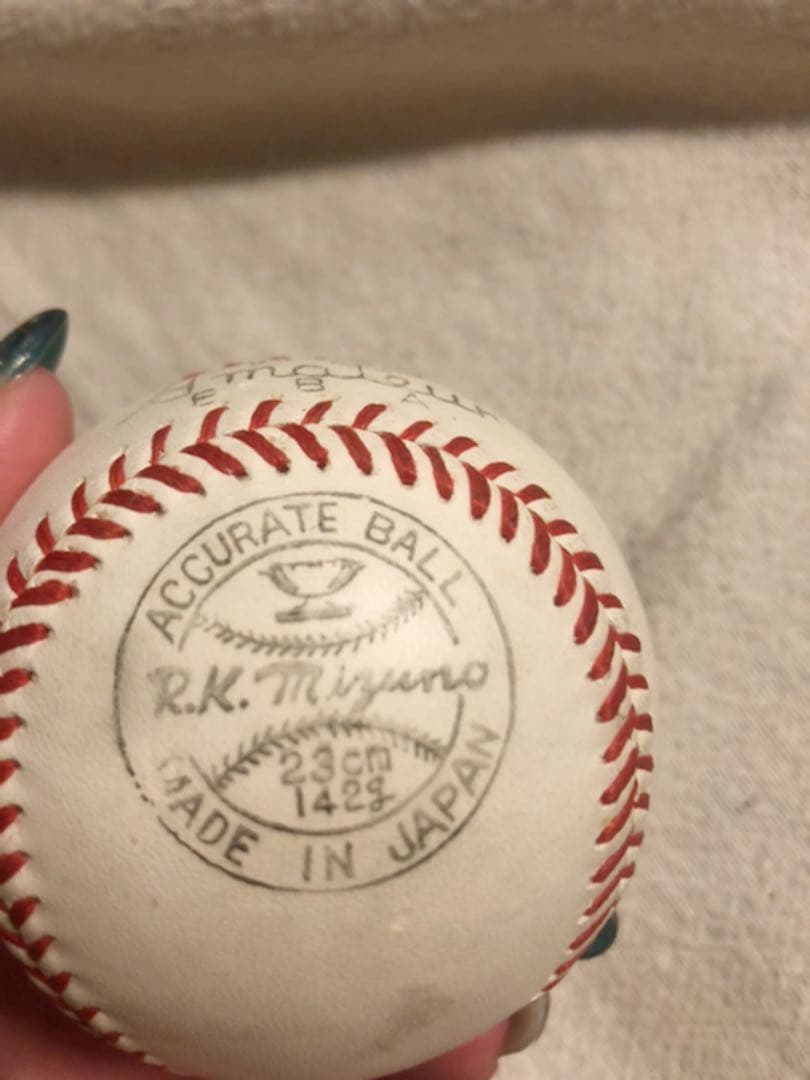 E B A
ACCURATE BALL
R.K. Mizuno
23cm
142g
MADE IN JAPAN